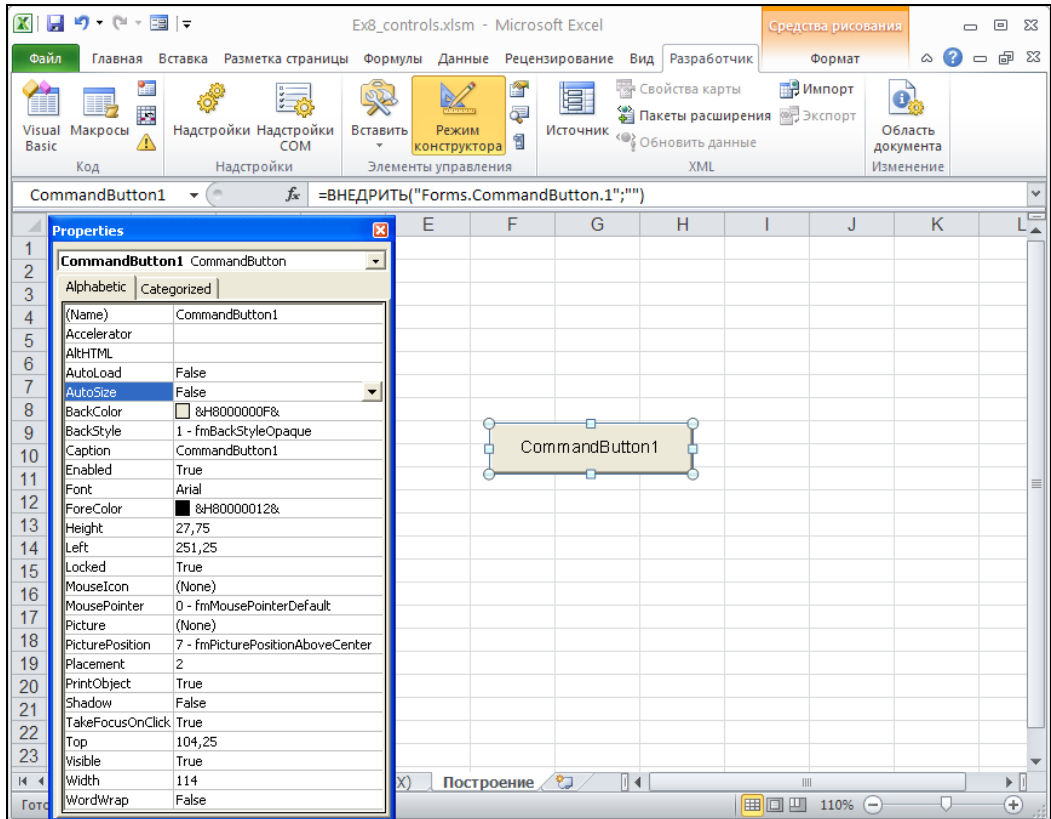 Ex8_controls.xlsm - Microsoft Excel
Средства рисования
Файл Главная Вставка Разметка страницы Формулы Данные Рецензирование Вид Разработчик Формат
Visual Basic
Макросы
Код
Надстройки
Надстройки COM
Надстройки
Вставить
Режим конструктора
Элементы управления
Источник
Свойства карты
Пакеты расширения
Обновить данные
Импорт
Экспорт
XML
Область документа
Изменение
CommandButton1 fx =ВНЕДРИТЬ("Forms.CommandButton.1";"")
E F G H I J K L
1
2
3
4
5
6
7
8
9
10
11
12
13
14
15
16
17
18
19
20
21
22
23
Properties
CommandButton1 CommandButton
Alphabetic Categorized
(Name) CommandButton1
Accelerator
AltHTML
AutoLoad False
AutoSize False
BackColor &H8000000F&
BackStyle 1 - fmBackStyleOpaque
Caption CommandButton1
Enabled True
Font Arial
ForeColor &H80000012&
Height 27,75
Left 251,25
Locked True
MouseIcon (None)
MousePointer 0 - fmMousePointerDefault
Picture (None)
PicturePosition 7 - fmPicturePositionAboveCenter
Placement 2
PrintObject True
Shadow False
TakeFocusOnClick True
Top 104,25
Visible True
Width 114
WordWrap False
CommandButton1
X) Построение
Гото 110%